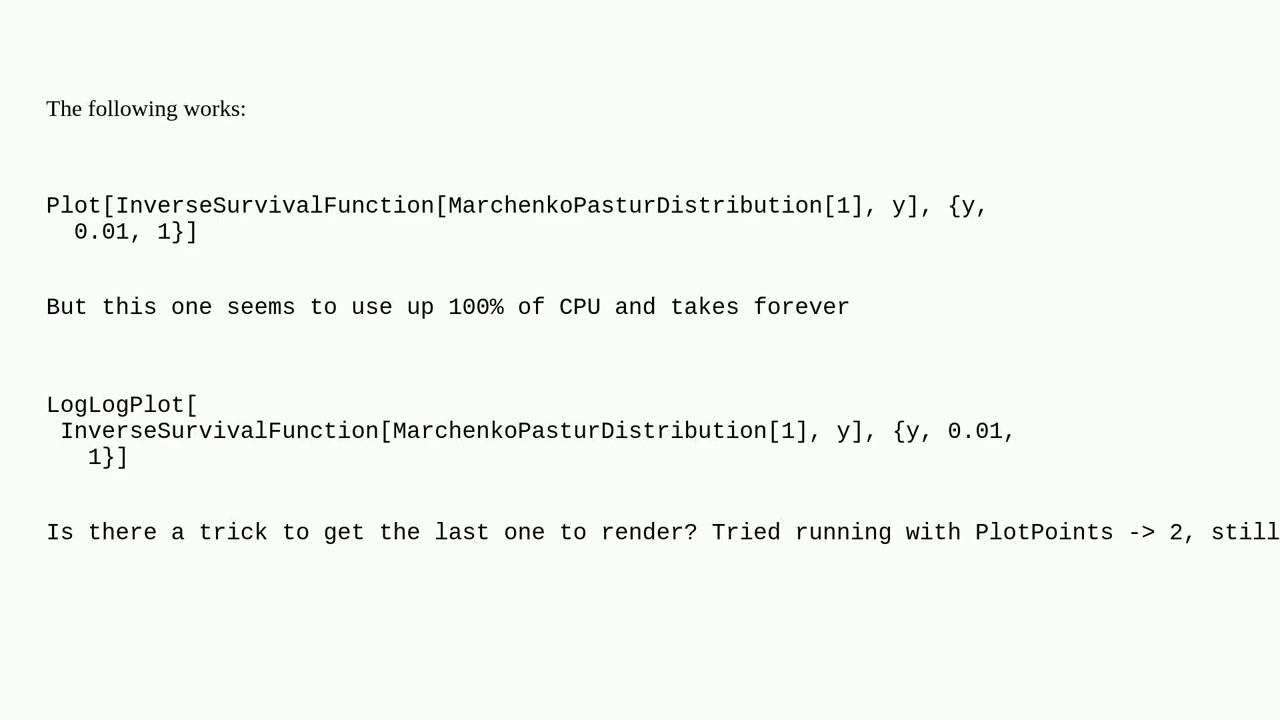 The following works:
Plot[InverseSurvivalFunction[MarchenkoPasturDistribution[1], y], {y,
0.01, 1}]
But this one seems to use up 100% of CPU and takes forever
LogLogPlot[
InverseSurvivalFunction[MarchenkoPasturDistribution[1], y], {y, 0.01,
1}]
Is there a trick to get the last one to render? Tried running with PlotPoints -> 2, still